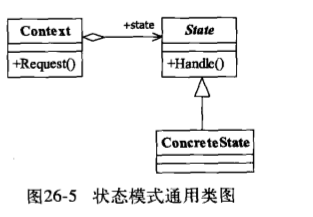 Context
+Request()
+state
State
+Handle()
ConcreteState
图26-5 状态模式通用类图